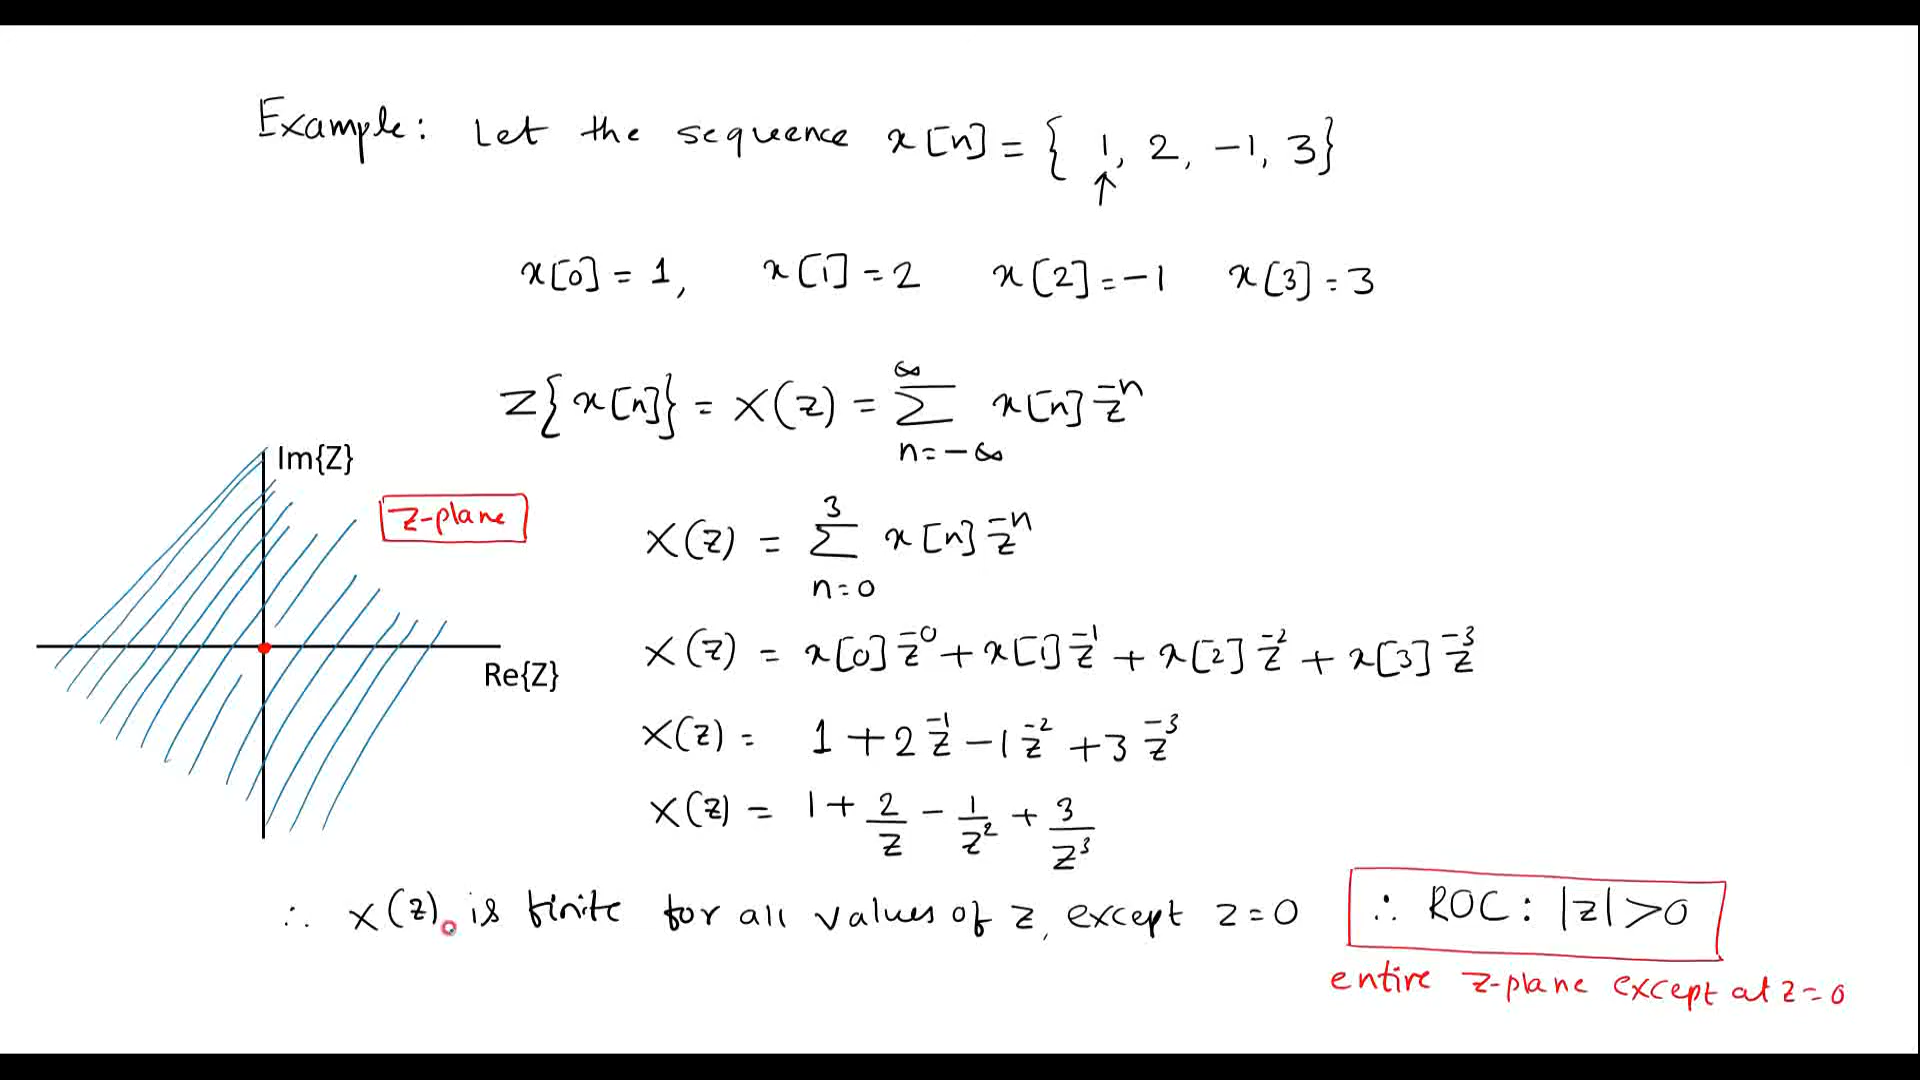 Example: Let the sequence x[n] = { 1, 2, -1, 3}
↑
x[0] = 1, x[1] = 2 x[2] = -1 x[3] = 3
Z{x[n]} = X(z) = ∑_{n=-∞}^{∞} x[n] z^{-n}
Im{Z}
z-plane
Re{Z}
X(z) = ∑_{n=0}^{3} x[n] z^{-n}
X(z) = x[0] z^{-0} + x[1] z^{-1} + x[2] z^{-2} + x[3] z^{-3}
X(z) = 1 + 2 z^{-1} - 1 z^{-2} + 3 z^{-3}
X(z) = 1 + 2/z - 1/z^2 + 3/z^3
∴ X(z) is finite for all values of z, except z = 0
∴ ROC: |z| > 0
entire z-plane except at z = 0